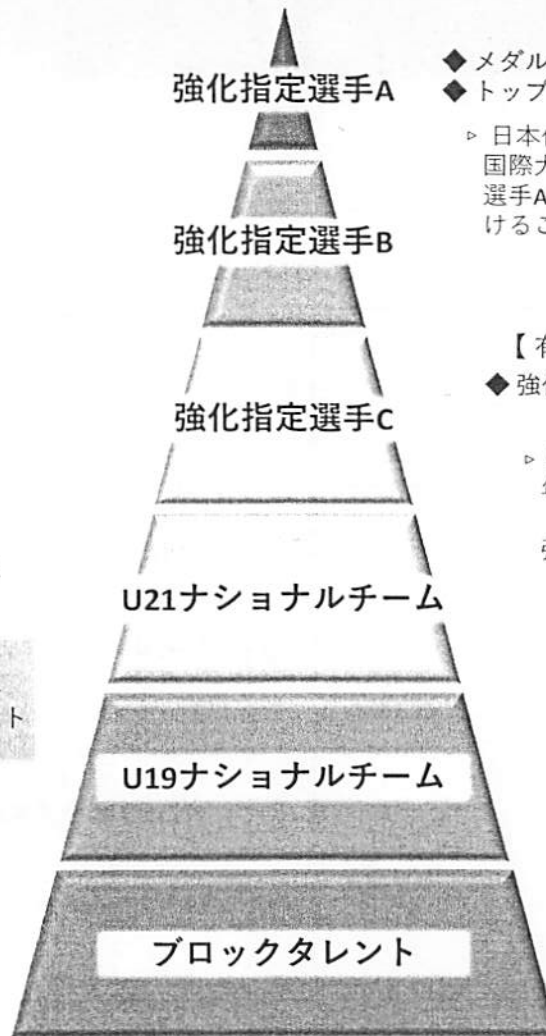 強化指定選手A
強化指定選手B
強化指定選手C
U21ナショナルチーム
U19ナショナルチーム
ブロックタレント
◆ メダル
◆ トップ
▹ 日本
国際大
選手A
けるこ
【 有
◆ 強
ト